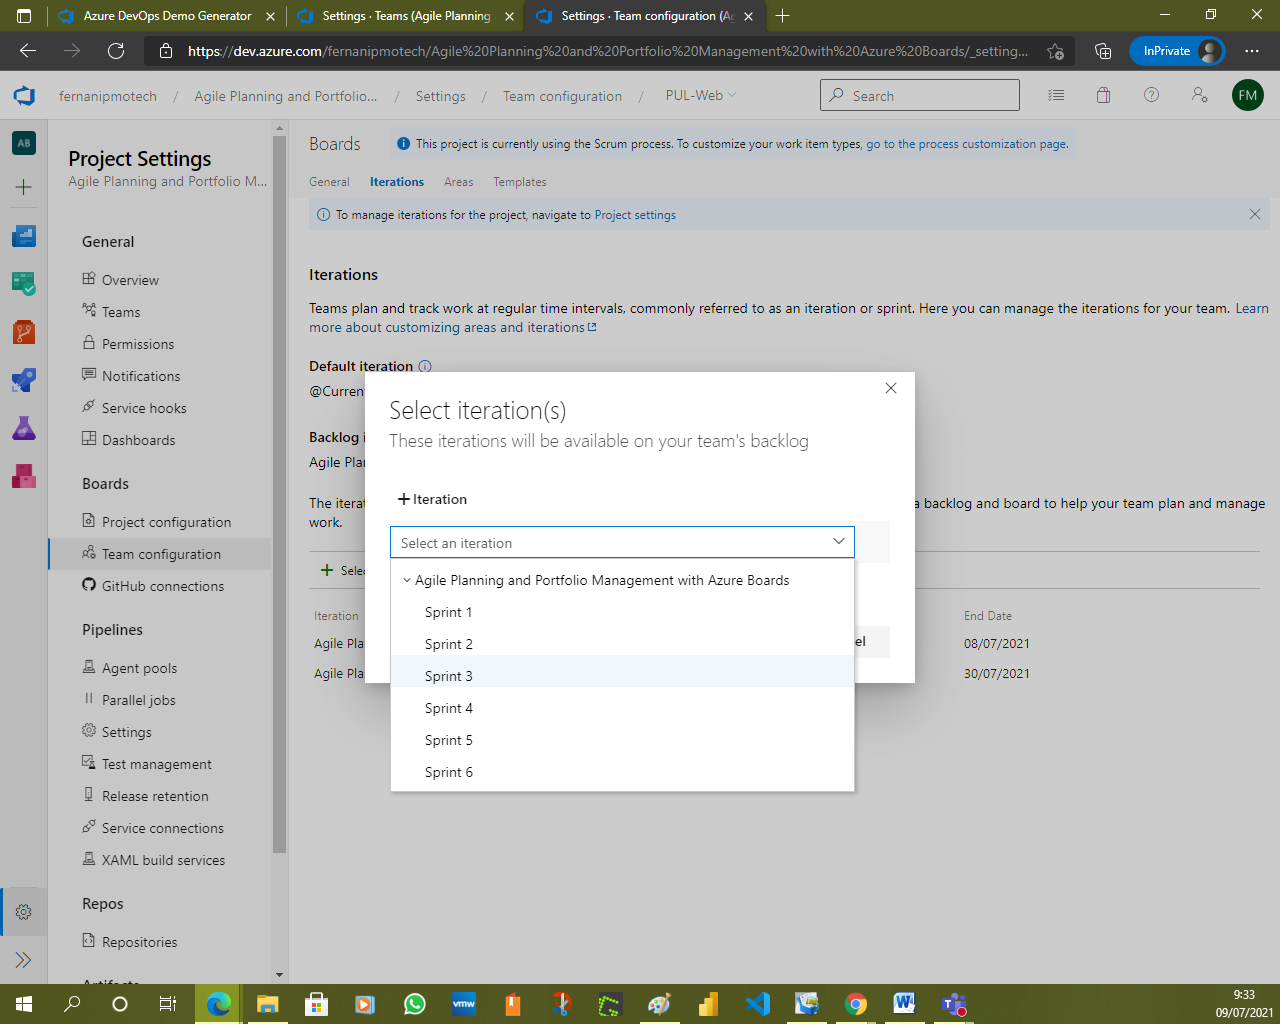 Azure DevOps Demo Generator
Settings · Teams (Agile Planning
Settings · Team configuration (Ag
https://dev.azure.com/fernanipmotech/Agile%20Planning%20and%20Portfolio%20Management%20with%20Azure%20Boards/_setting...
InPrivate
fernanipmotech / Agile Planning and Portfolio... / Settings / Team configuration / PUL-Web
Search
FM
AB
Project Settings
Agile Planning and Portfolio M...
General
Overview
Teams
Permissions
Notifications
Service hooks
Dashboards
Boards
Project configuration
Team configuration
GitHub connections
Pipelines
Agent pools
Parallel jobs
Settings
Test management
Release retention
Service connections
XAML build services
Repos
Repositories
Artifacts
Boards
This project is currently using the Scrum process. To customize your work item types, go to the process customization page.
General Iterations Areas Templates
To manage iterations for the project, navigate to Project settings
Iterations
Teams plan and track work at regular time intervals, commonly referred to as an iteration or sprint. Here you can manage the iterations for your team. Learn
more about customizing areas and iterations
Default iteration
@Curren
Backlog i
Agile Plan
The iterat
a backlog and board to help your team plan and manage
work.
Selec
Iteration
End Date
Agile Pla
08/07/2021
Agile Pla
30/07/2021
Select iteration(s)
These iterations will be available on your team's backlog
+ Iteration
Select an iteration
Agile Planning and Portfolio Management with Azure Boards
Sprint 1
Sprint 2
Sprint 3
Sprint 4
Sprint 5
Sprint 6
el
vmw
9:33
09/07/2021